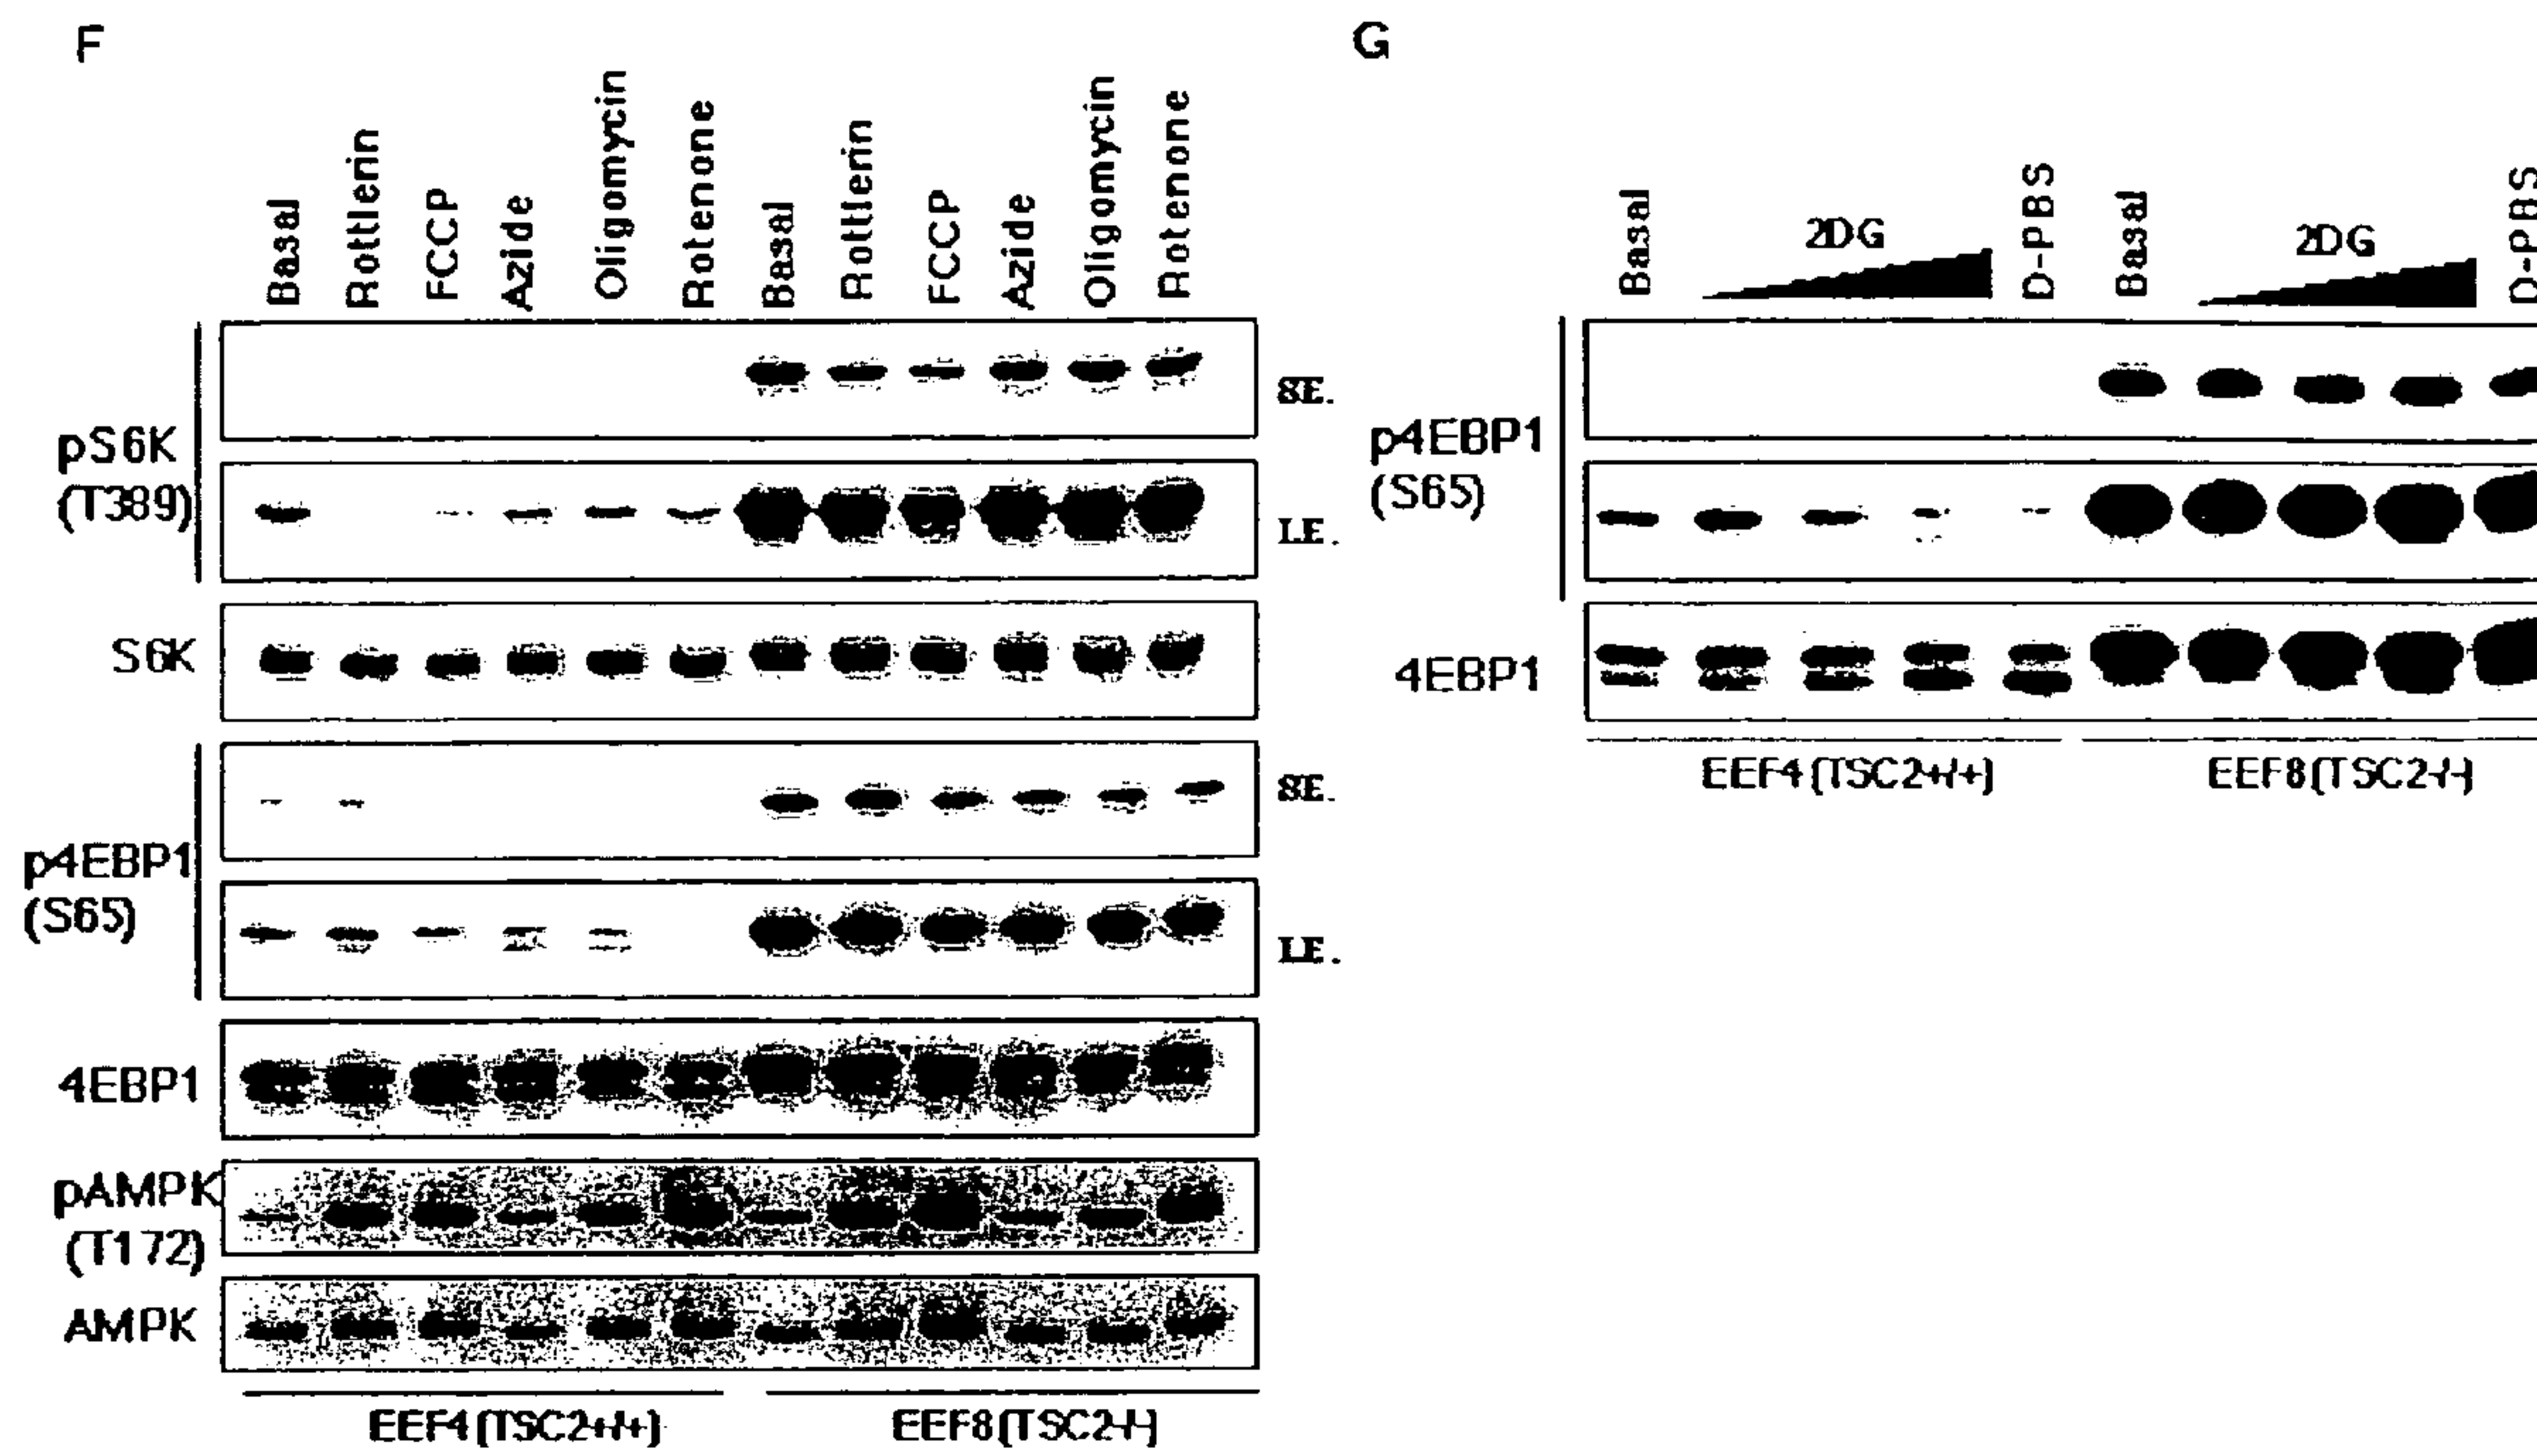 F
Basal Rottlerin FCCP Azide Oligomycin Rotenone Basal Rottlerin FCCP Azide Oligomycin Rotenone
pS6K
(T389)
SE.
LE.
S6K
p4EBP1
(S65)
SE.
LE.
4EBP1
pAMPK
(T172)
AMPK
EEF4 (TSC2+/+) EEF8 (TSC2-/-)
G
Basal 2DG D-PBS Basal 2DG D-PBS
p4EBP1
(S65)
4EBP1
EEF4 (TSC2+/+) EEF8 (TSC2-/-)